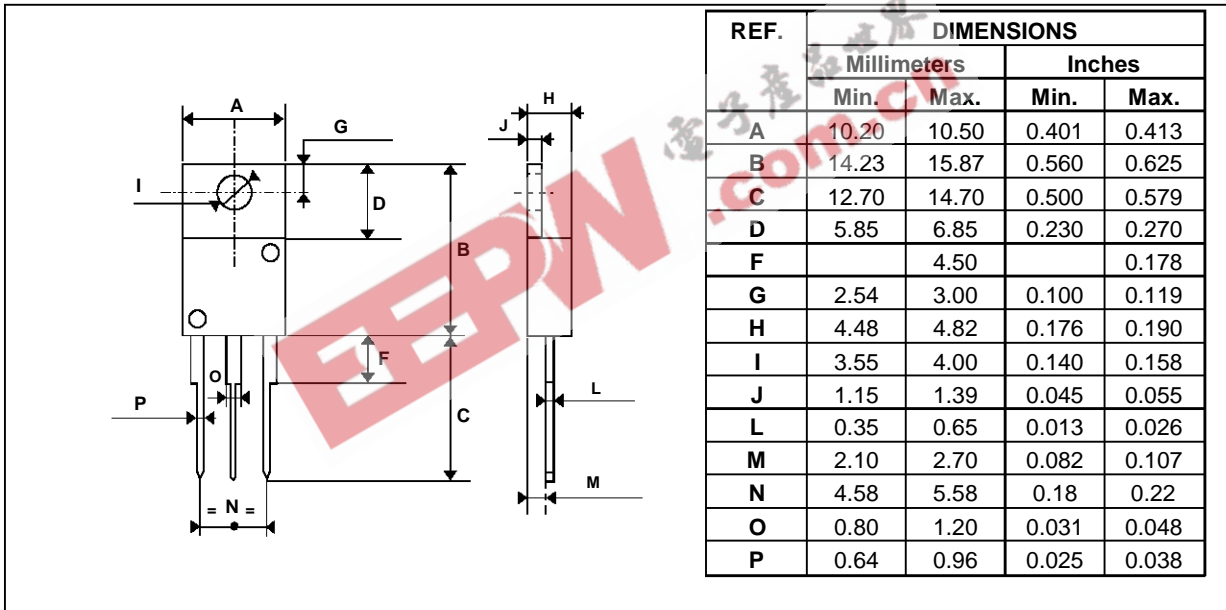 A
G
I
D
B
O
F
P
C
= N =
H
J
L
M
REF. DIMENSIONS
Millimeters Inches
Min. Max. Min. Max.
A 10.20 10.50 0.401 0.413
B 14.23 15.87 0.560 0.625
C 12.70 14.70 0.500 0.579
D 5.85 6.85 0.230 0.270
F 4.50 0.178
G 2.54 3.00 0.100 0.119
H 4.48 4.82 0.176 0.190
I 3.55 4.00 0.140 0.158
J 1.15 1.39 0.045 0.055
L 0.35 0.65 0.013 0.026
M 2.10 2.70 0.082 0.107
N 4.58 5.58 0.18 0.22
O 0.80 1.20 0.031 0.048
P 0.64 0.96 0.025 0.038
EEPW
.com.cn
電子產品世界